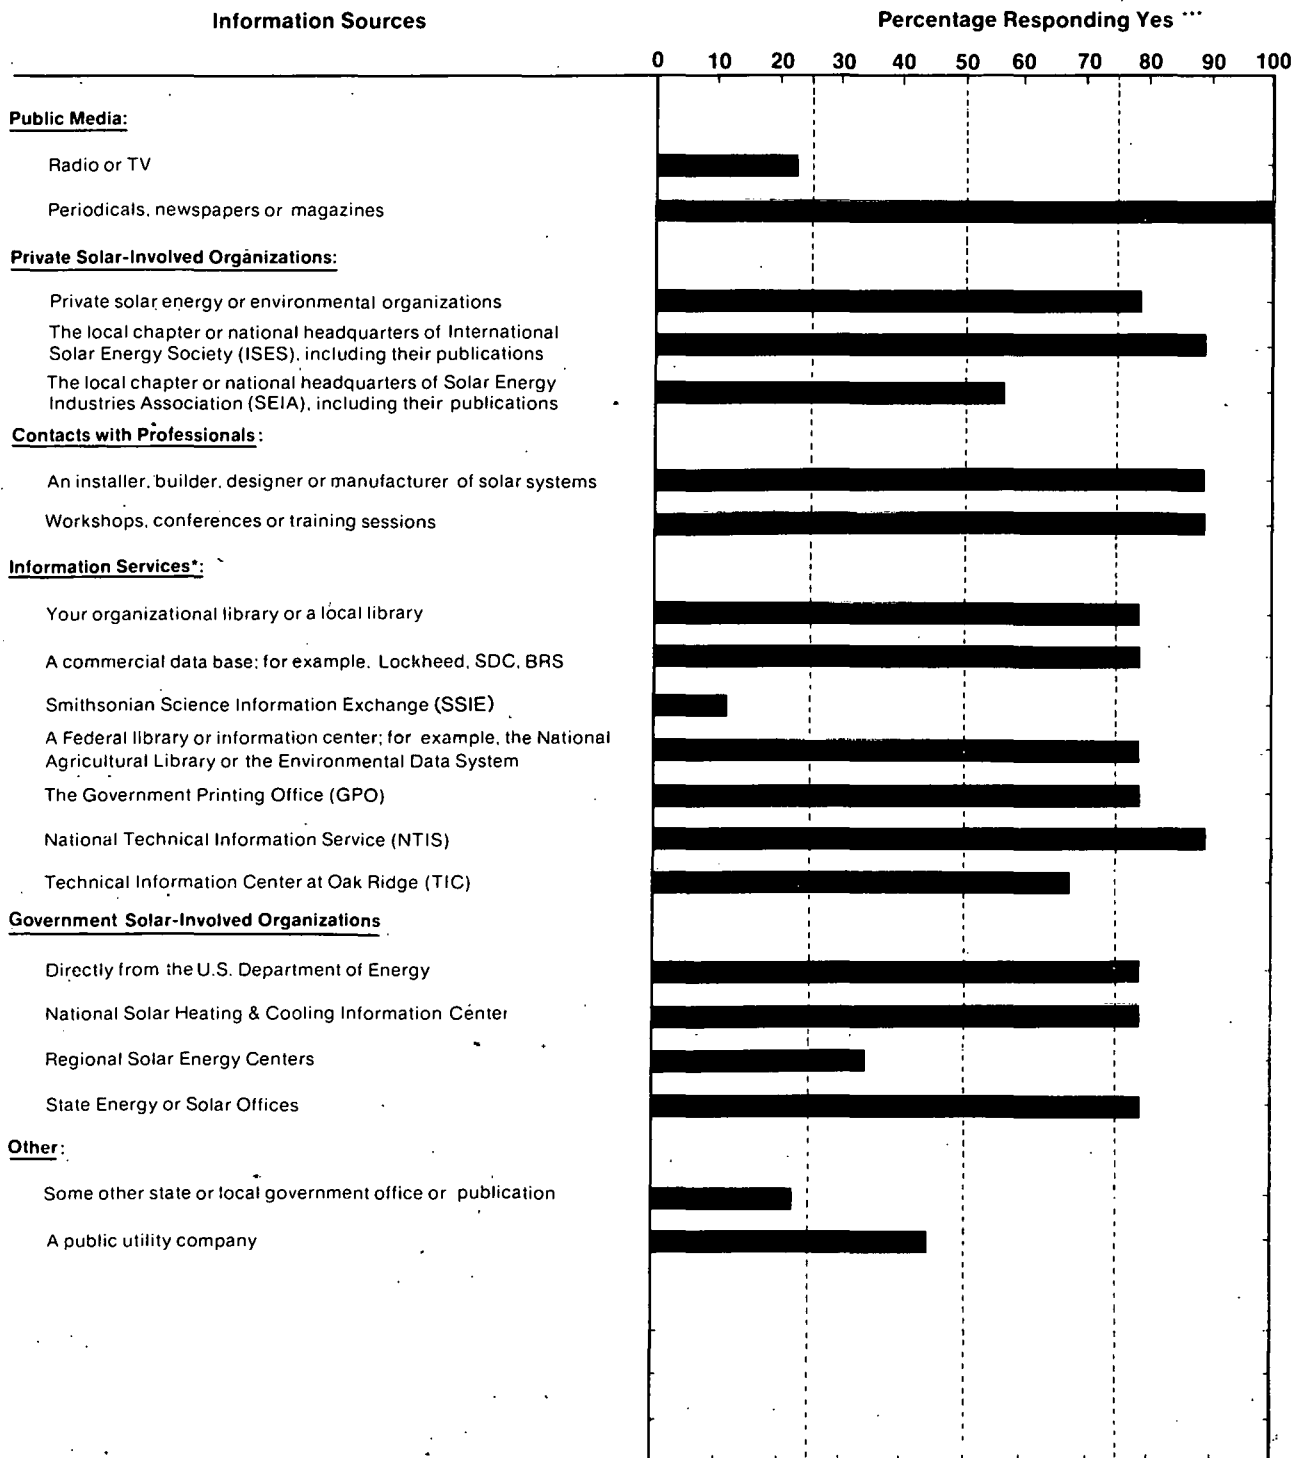 Information Sources
Percentage Responding Yes ***
0 10 20 30 40 50 60 70 80 90 100
Public Media:
Radio or TV
Periodicals, newspapers or magazines
Private Solar-Involved Organizations:
Private solar energy or environmental organizations
The local chapter or national headquarters of International
Solar Energy Society (ISES), including their publications
The local chapter or national headquarters of Solar Energy
Industries Association (SEIA), including their publications
Contacts with Professionals:
An installer, builder, designer or manufacturer of solar systems
Workshops, conferences or training sessions
Information Services*:
Your organizational library or a local library
A commercial data base; for example, Lockheed, SDC, BRS
Smithsonian Science Information Exchange (SSIE)
A Federal library or information center; for example, the National
Agricultural Library or the Environmental Data System
The Government Printing Office (GPO)
National Technical Information Service (NTIS)
Technical Information Center at Oak Ridge (TIC)
Government Solar-Involved Organizations
Directly from the U.S. Department of Energy
National Solar Heating & Cooling Information Center
Regional Solar Energy Centers
State Energy or Solar Offices
Other:
Some other state or local government office or publication
A public utility company